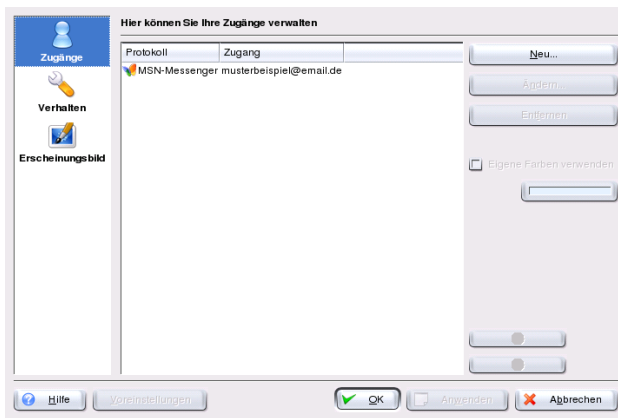 Hier können Sie Ihre Zugänge verwalten
Zugänge
Verhalten
Erscheinungsbild
Protokoll Zugang
MSN-Messenger musterbeispiel@email.de
Neu...
Ändern...
Entfernen
Eigene Farben verwenden
Hilfe
Voreinstellungen
OK
Anwenden
Abbrechen